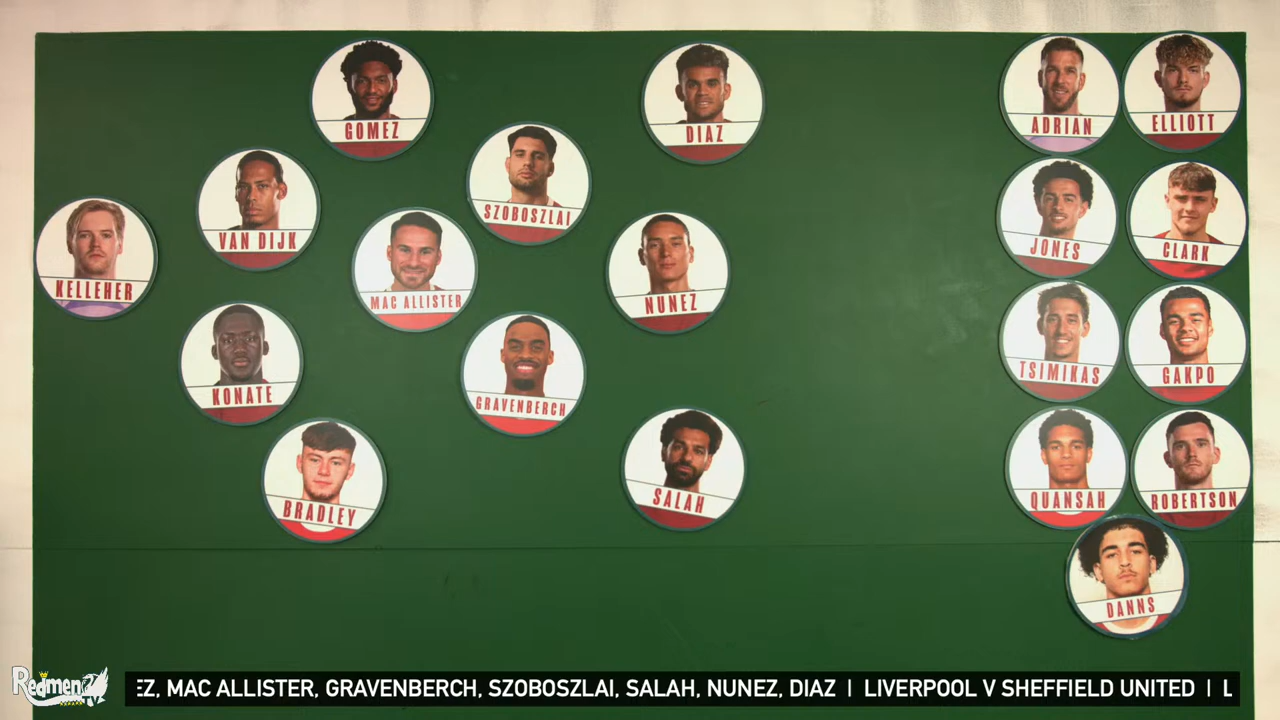 GOMEZ
DIAZ
ADRIAN
ELLIOTT
SZOBOSZLAI
VAN DIJK
JONES
CLARK
KELLEHER
MAC ALLISTER
NUNEZ
KONATE
GRAVENBERCH
TSIMIKAS
GAKPO
BRADLEY
SALAH
QUANSAH
ROBERTSON
DANNS
Redmen
EZ, MAC ALLISTER, GRAVENBERCH, SZOBOSZLAI, SALAH, NUNEZ, DIAZ | LIVERPOOL V SHEFFIELD UNITED | L